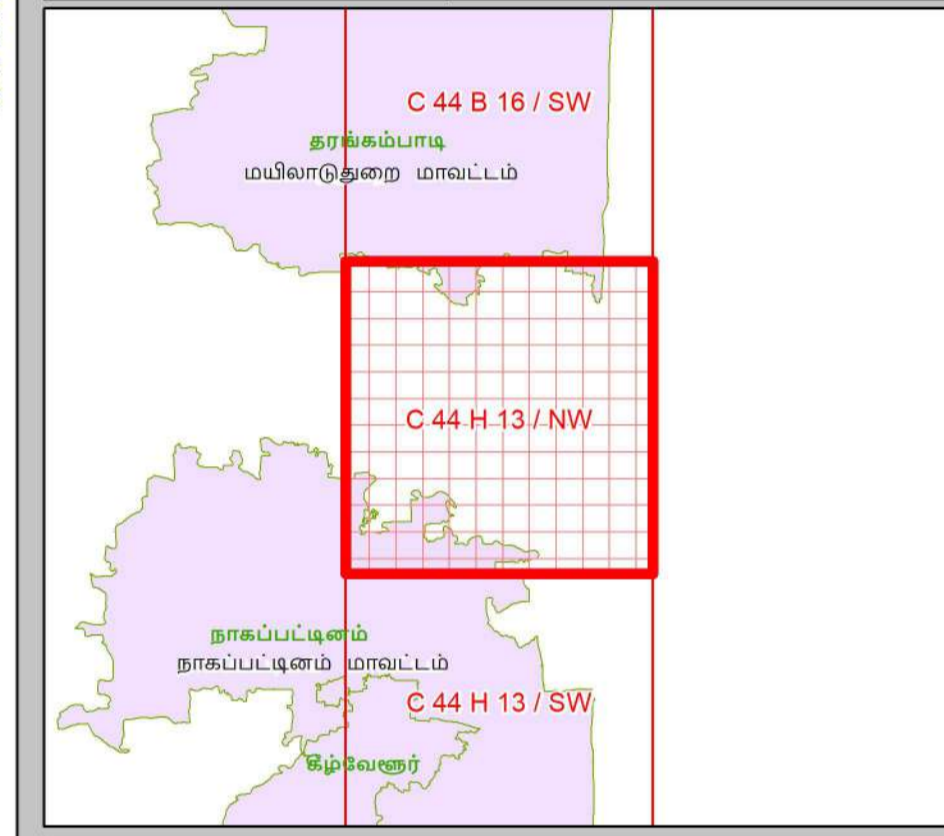 C 44 B 16 / SW
தரங்கம்பாடி
மயிலாடுதுறை மாவட்டம்
C 44 H 13 / NW
நாகப்பட்டினம்
நாகப்பட்டினம் மாவட்டம்
C 44 H 13 / SW
கீழ்வேளூர்